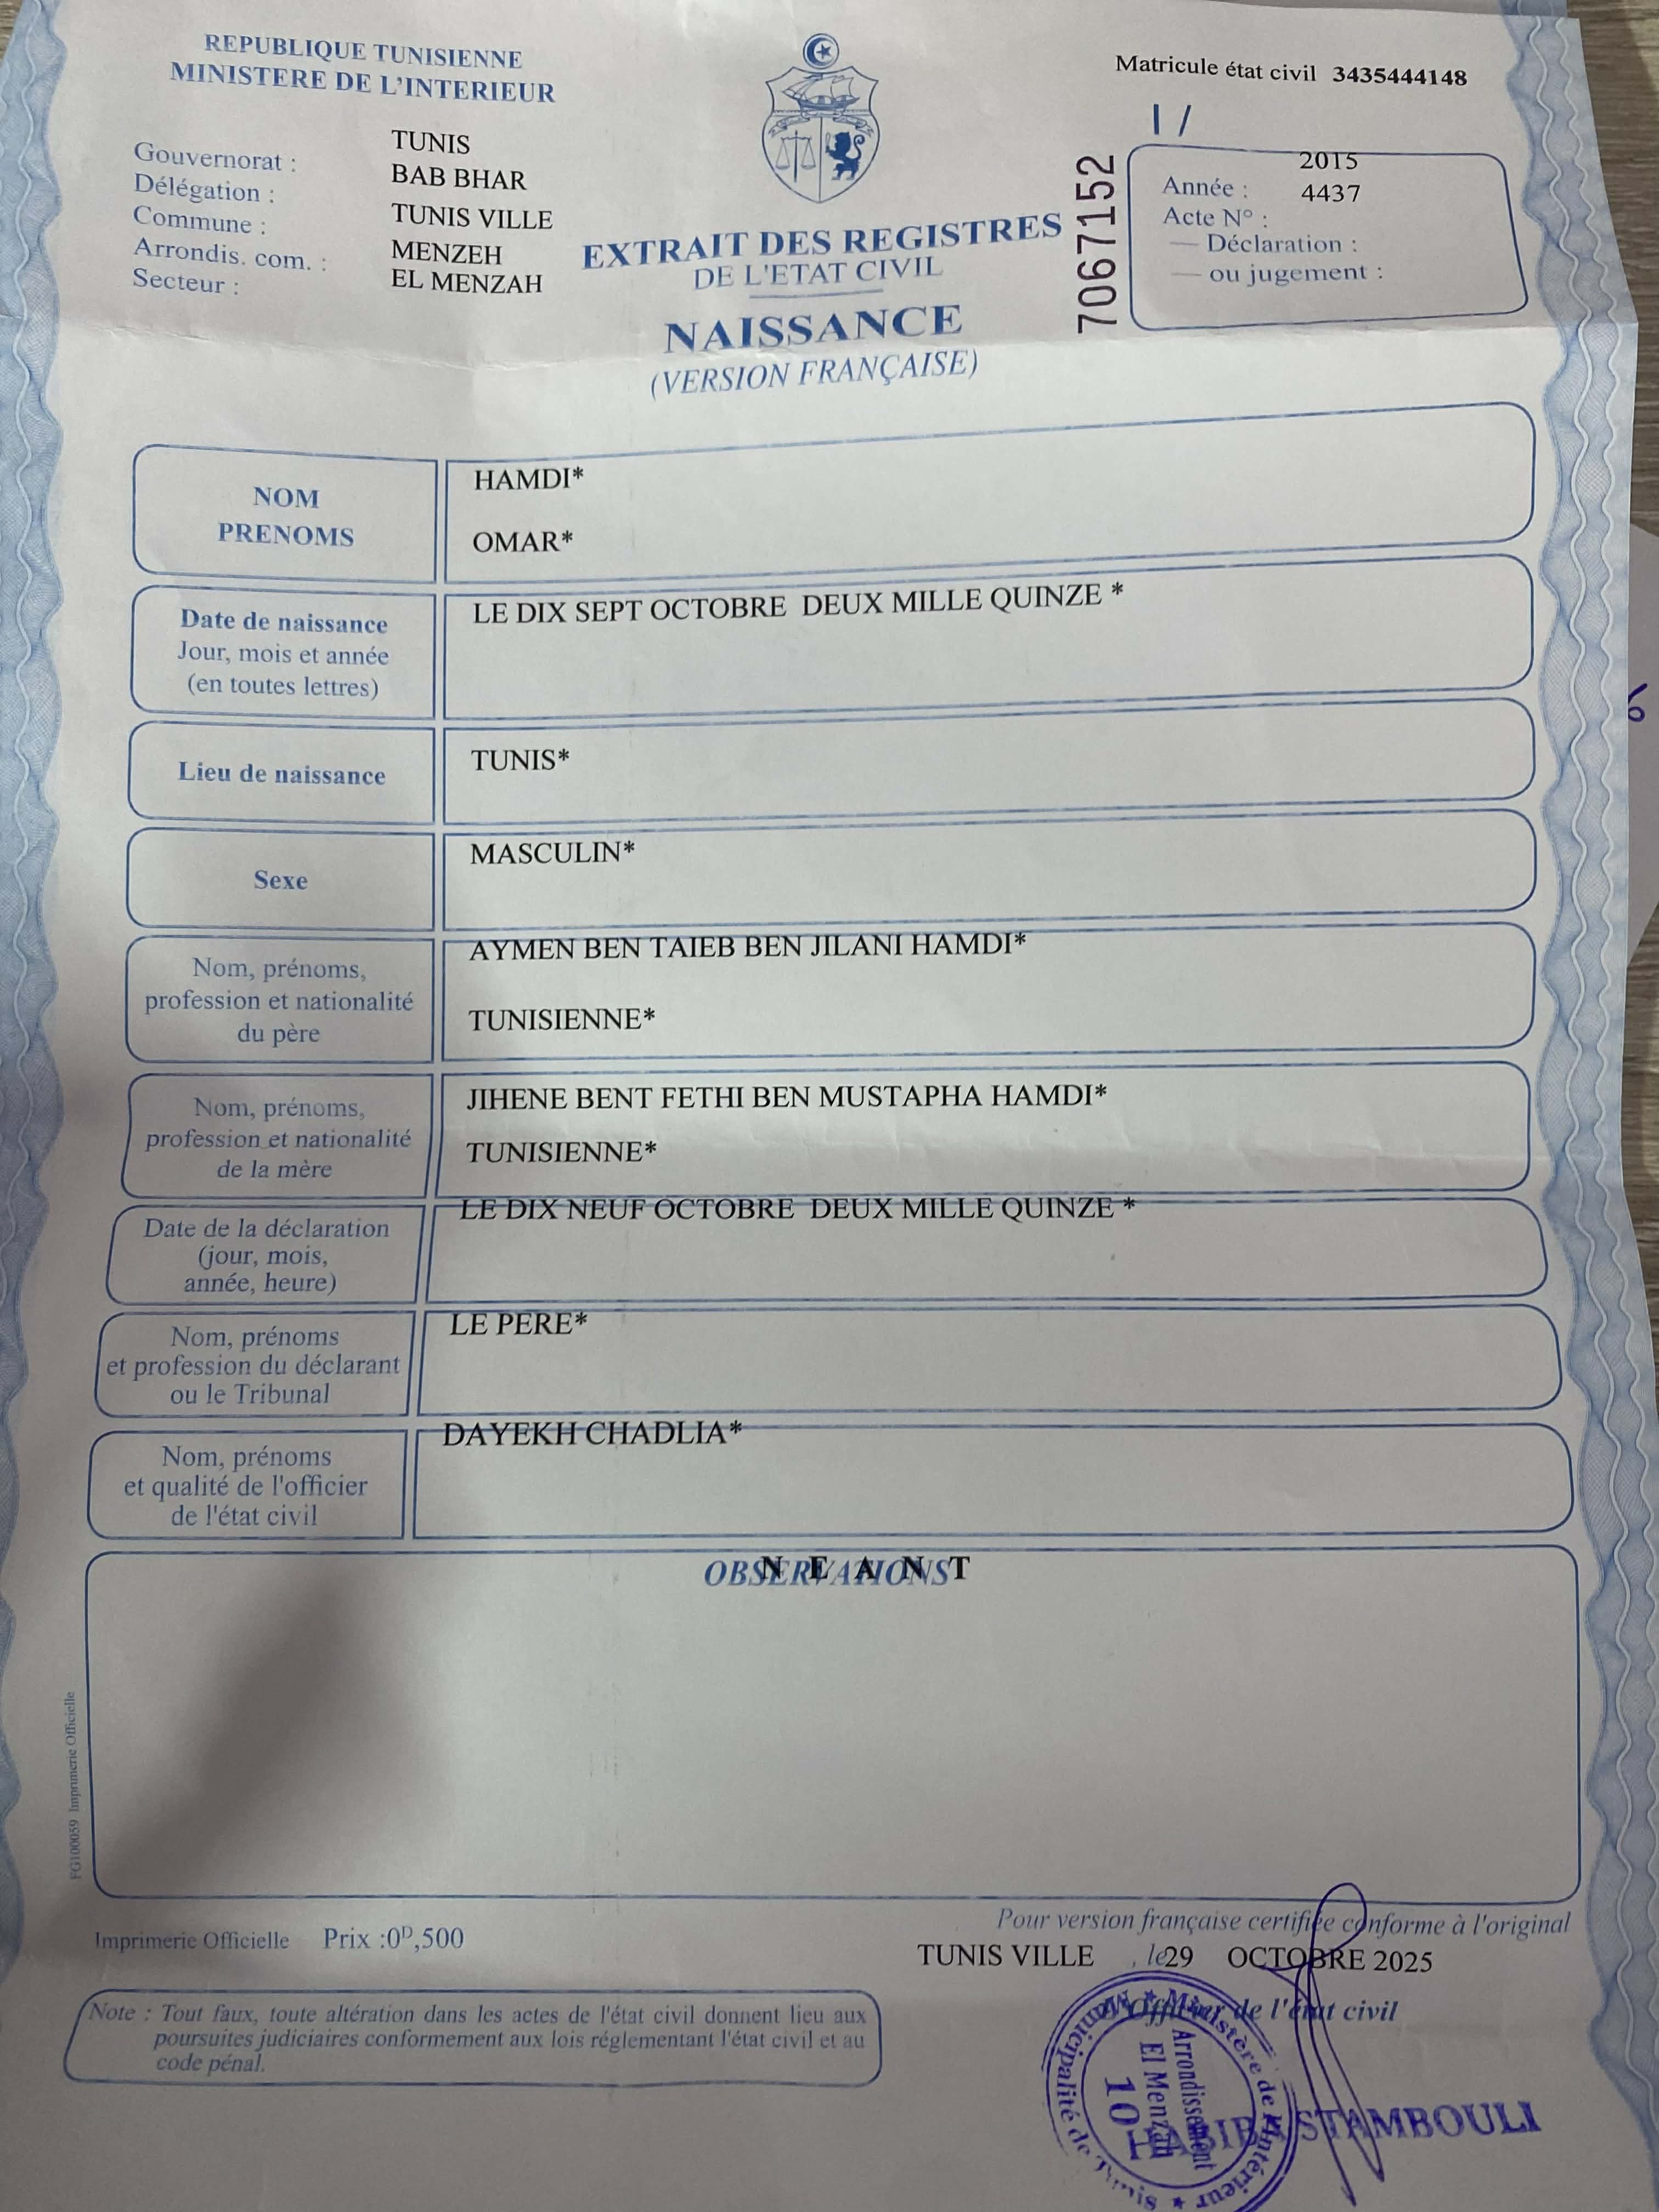 REPUBLIQUE TUNISIENNE
MINISTERE DE L'INTERIEUR
Matricule état civil 3435444148
1 /
Gouvernorat : TUNIS
Délégation : BAB BHAR
Commune : TUNIS VILLE
Arrondis. com. : MENZEH
Secteur : EL MENZAH
EXTRAIT DES REGISTRES
DE L'ETAT CIVIL
NAISSANCE
(VERSION FRANÇAISE)
7067152
2015
Année : 4437
Acte N° :
— Déclaration :
— ou jugement :
NOM HAMDI*
PRENOMS OMAR*
Date de naissance LE DIX SEPT OCTOBRE DEUX MILLE QUINZE *
Jour, mois et année
(en toutes lettres)
Lieu de naissance TUNIS*
Sexe MASCULIN*
Nom, prénoms, AYMEN BEN TAIEB BEN JILANI HAMDI*
profession et nationalité
du père TUNISIENNE*
Nom, prénoms, JIHENE BENT FETHI BEN MUSTAPHA HAMDI*
profession et nationalité TUNISIENNE*
de la mère
Date de la déclaration LE DIX NEUF OCTOBRE DEUX MILLE QUINZE *
(jour, mois,
année, heure)
Nom, prénoms LE PERE*
et profession du déclarant
ou le Tribunal
Nom, prénoms DAYEKH CHADLIA*
et qualité de l'officier
de l'état civil
OBSERVATIONS
N E A N T
FG100059 Imprimerie Officielle
Imprimerie Officielle Prix :0D,500
Pour version française certifiée conforme à l'original
TUNIS VILLE , le 29 OCTOBRE 2025
L'Officier de l'état civil
Note : Tout faux, toute altération dans les actes de l'état civil donnent lieu aux
poursuites judiciaires conformement aux lois réglementant l'état civil et au
code pénal.
Ministère de l'Intérieur
Municipalité de Tunis
Arrondissement
El Menzah
10
HABIBA STAMBOULI